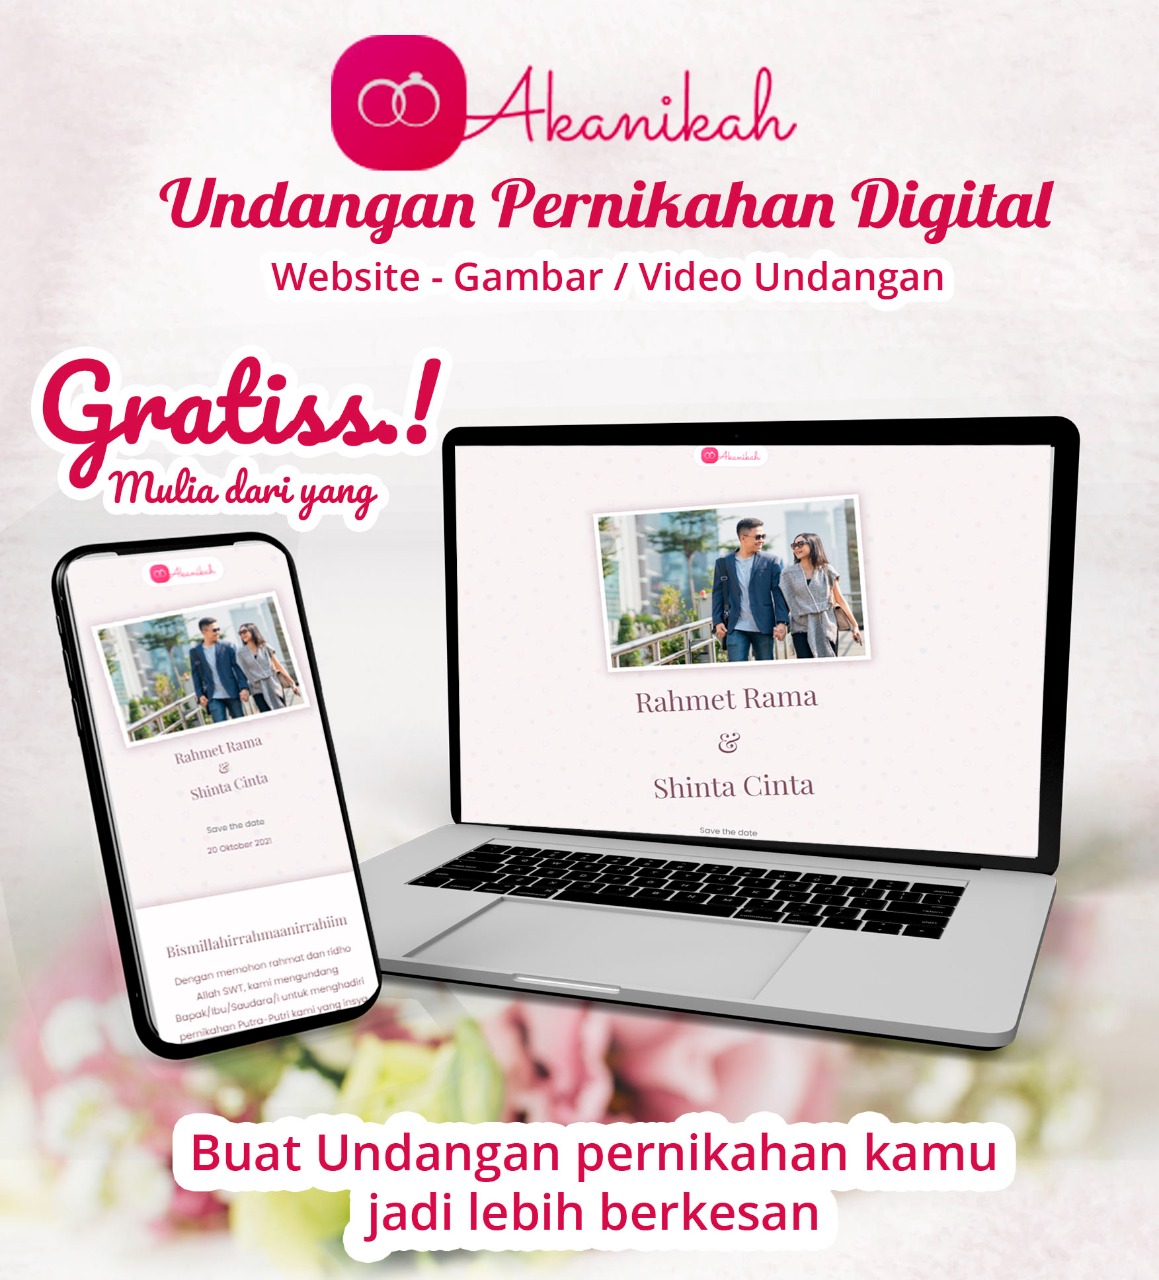 Akanikah
Undangan Pernikahan Digital
Website - Gambar / Video Undangan
Gratiss.!
Mulia dari yang
Akanikah
Rahmet Rama
&
Shinta Cinta
Save the date
Akanikah
Rahmet Rama
&
Shinta Cinta
Save the date
20 Oktober 2021
Bismillahirrahmaanirrahiim
Dengan memohon rahmat dan ridho
Allah SWT, kami mengundang
Bapak/Ibu/Saudara/i untuk menghadiri
pernikahan Putra-Putri kami yang insya
Buat Undangan pernikahan kamu
jadi lebih berkesan